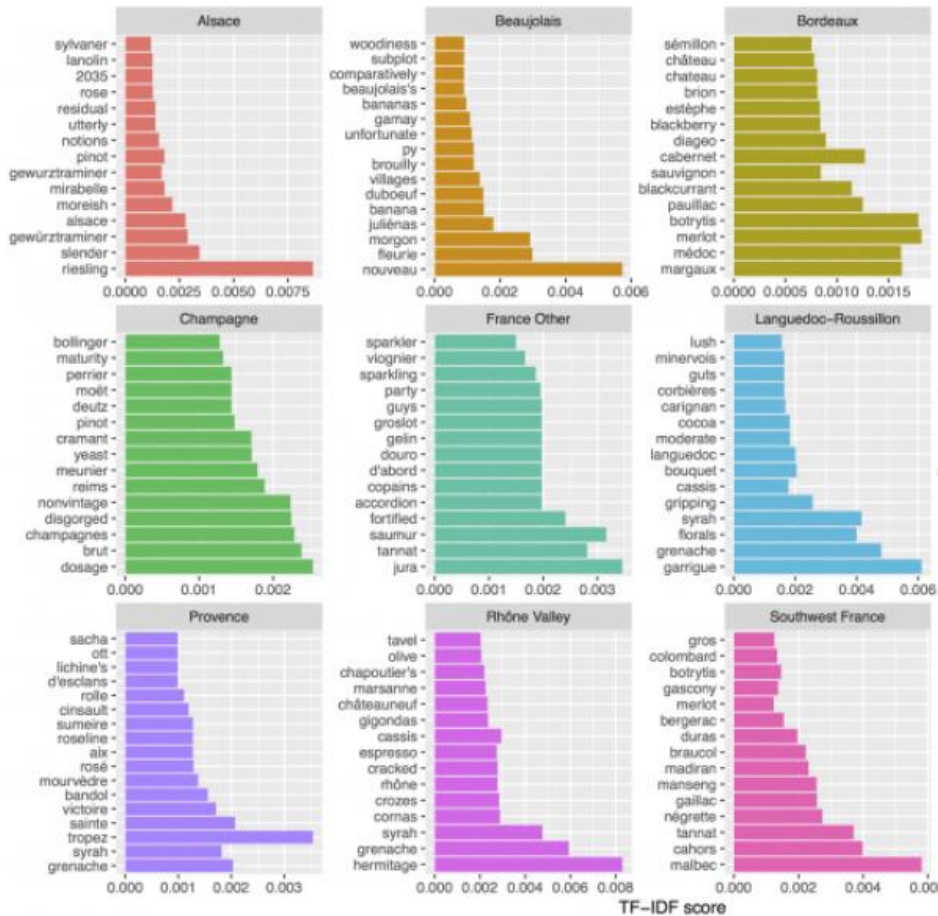 Alsace
sylvaner
lanolin
2035
rose
residual
utterly
notions
pinot
gewurztraminer
mirabelle
moreish
alsace
gewürztraminer
slender
riesling
0.0000 0.0025 0.0050 0.0075
Beaujolais
woodiness
subplot
comparatively
beaujolais's
bananas
gamay
unfortunate
py
brouilly
villages
duboeuf
banana
juliénas
morgon
fleurie
nouveau
0.000 0.002 0.004 0.006
Bordeaux
sémillon
château
chateau
brion
estèphe
blackberry
diageo
cabernet
sauvignon
blackcurrant
pauillac
botrytis
merlot
médoc
margaux
0.0000 0.0005 0.0010 0.0015
Champagne
bollinger
maturity
perrier
moët
deutz
pinot
cramant
yeast
meunier
reims
nonvintage
disgorged
champagnes
brut
dosage
0.000 0.001 0.002
France Other
sparkler
viognier
sparkling
party
guys
groslot
gelin
douro
d'abord
copains
accordion
fortified
saumur
tannat
jura
0.000 0.001 0.002 0.003
Languedoc-Roussillon
lush
minervois
guts
corbières
carignan
cocoa
moderate
languedoc
bouquet
cassis
gripping
syrah
florals
grenache
garrigue
0.000 0.002 0.004 0.006
Provence
sacha
ott
lichine's
d'esclans
rolle
cinsault
sumeire
roseline
aix
rosé
mourvèdre
bandol
victoire
sainte
tropez
syrah
grenache
0.000 0.001 0.002 0.003
Rhône Valley
tavel
olive
chapoutier's
marsanne
châteauneuf
gigondas
cassis
espresso
cracked
rhône
crozes
cornas
syrah
grenache
hermitage
0.000 0.002 0.004 0.006 0.008
Southwest France
gros
colombard
botrytis
gascony
merlot
bergerac
duras
braucol
madiran
manseng
gaillac
négrette
tannat
cahors
malbec
0.000 0.002 0.004 0.00
TF-IDF score